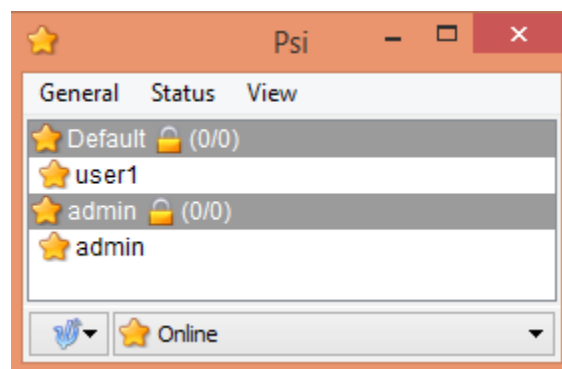 Psi
General Status View
Default (0/0)
user1
admin (0/0)
admin
Online